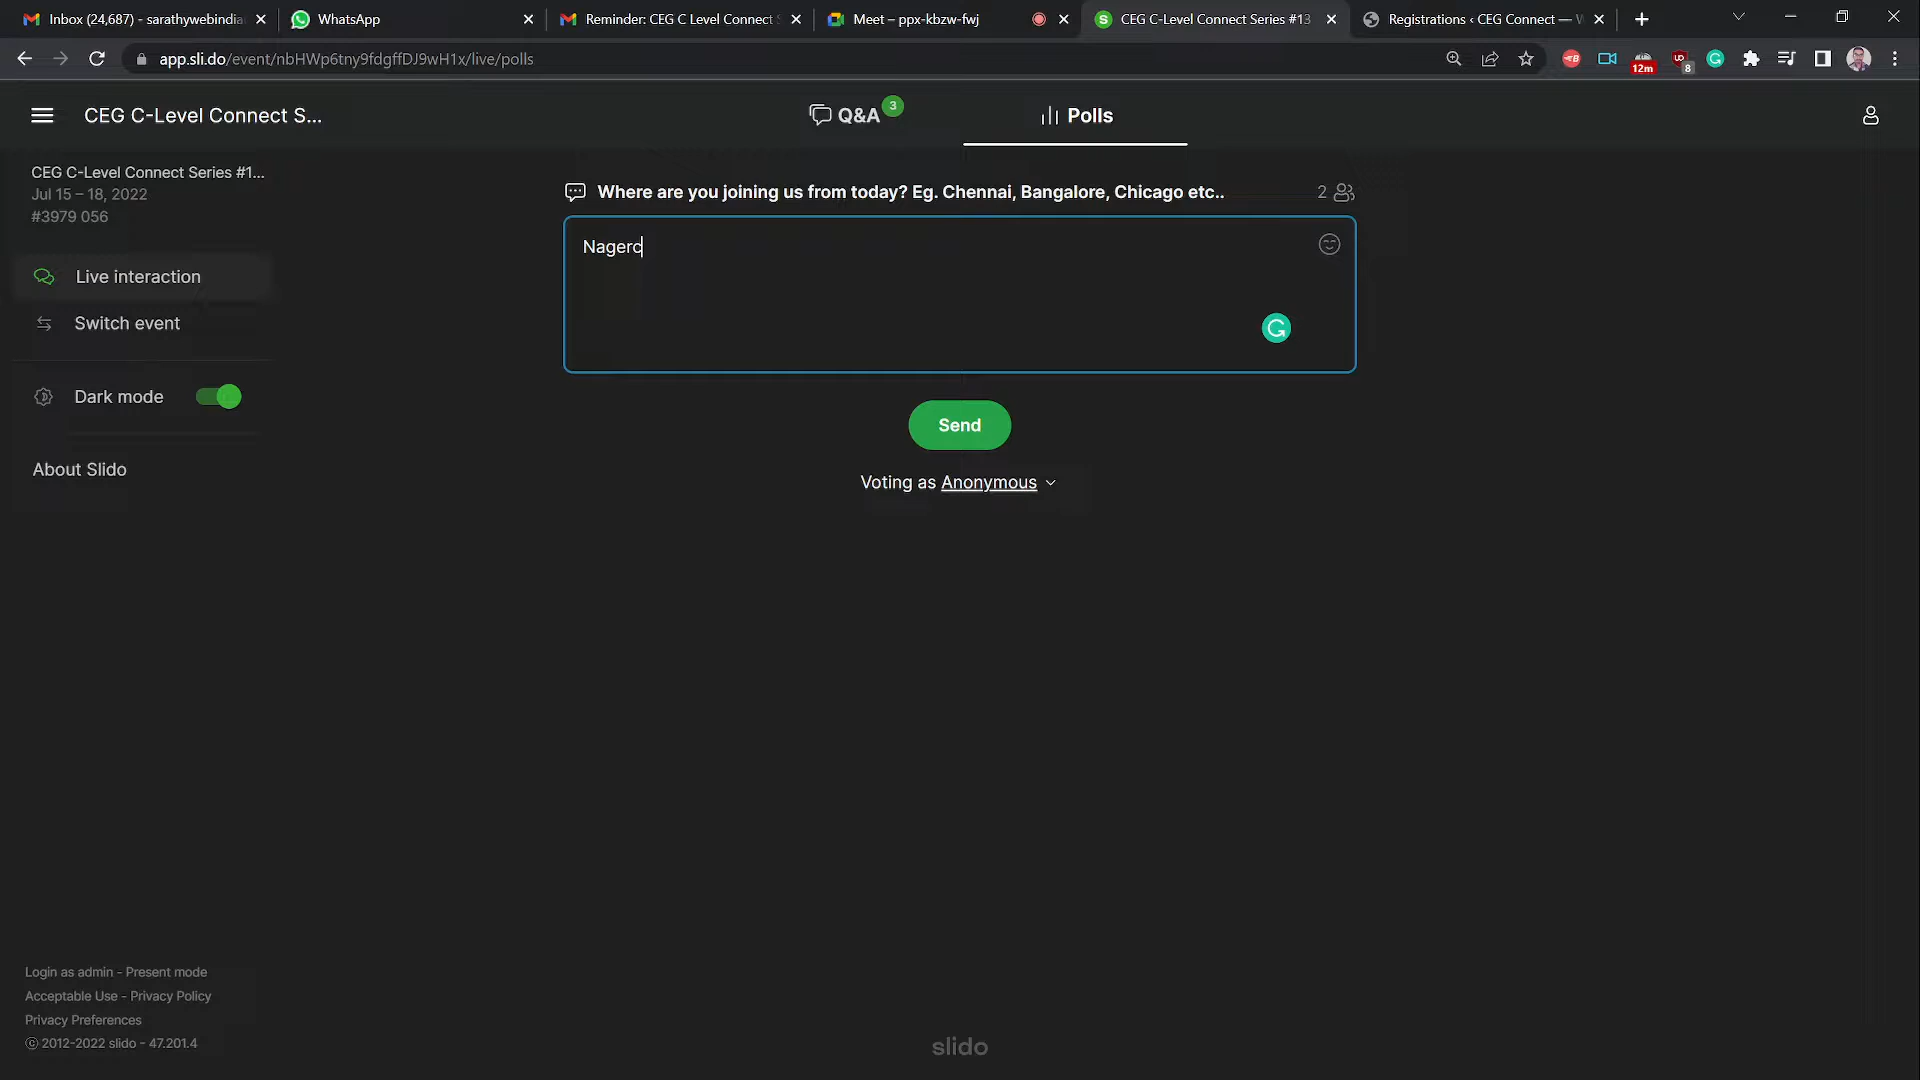 Inbox (24,687) - sarathywebindia
WhatsApp
Reminder: CEG C Level Connect S
Meet – ppx-kbzw-fwj
CEG C-Level Connect Series #13
Registrations ‹ CEG Connect — W
app.sli.do/event/nbHWp6tny9fdgffDJ9wH1x/live/polls
12m
8
CEG C-Level Connect S...
Q&A
3
Polls
CEG C-Level Connect Series #1...
Jul 15 – 18, 2022
#3979 056
Live interaction
Switch event
Dark mode
About Slido
Where are you joining us from today? Eg. Chennai, Bangalore, Chicago etc..
2
Nagerc
Send
Voting as Anonymous
Login as admin - Present mode
Acceptable Use - Privacy Policy
Privacy Preferences
© 2012-2022 slido - 47.201.4
slido